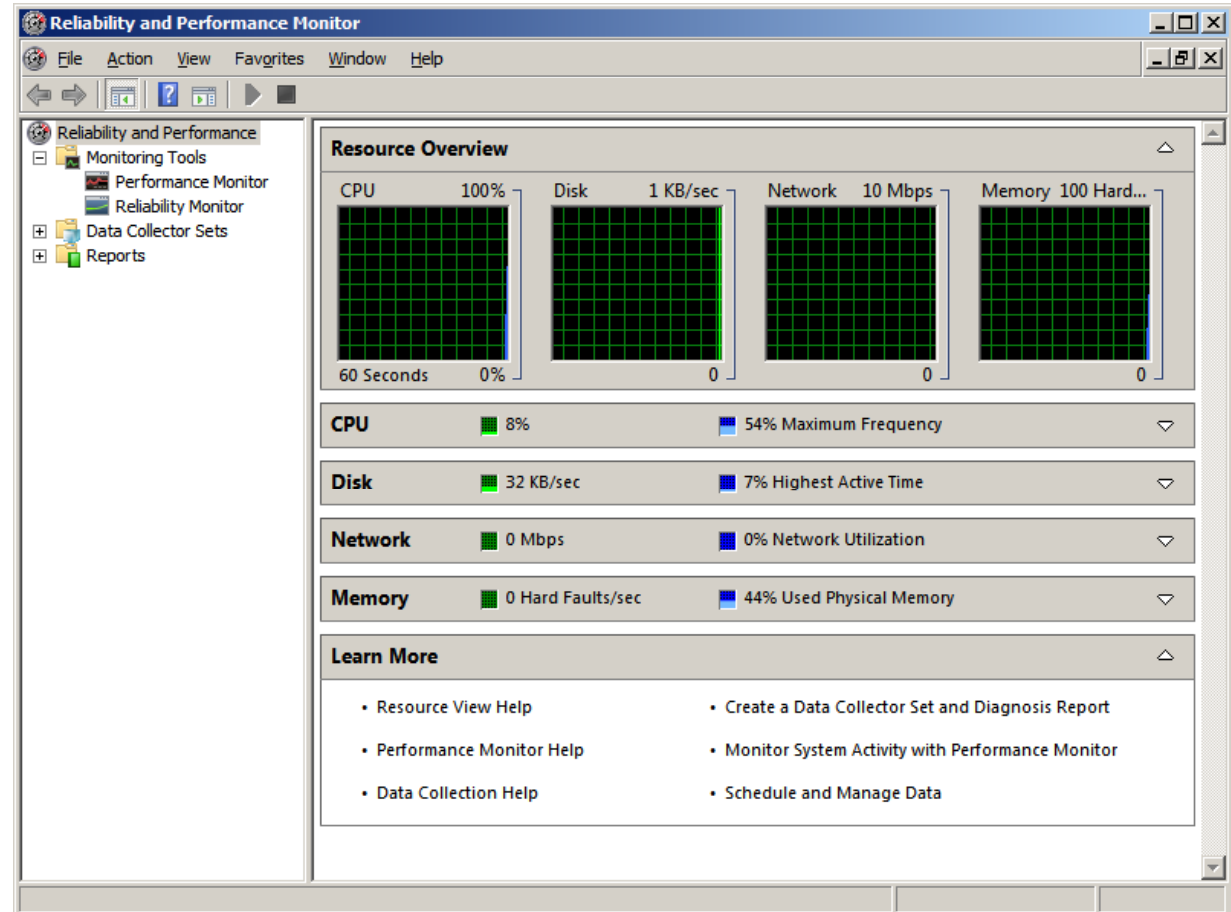 Reliability and Performance Monitor
File Action View Favorites Window Help
Reliability and Performance
Monitoring Tools
Performance Monitor
Reliability Monitor
Data Collector Sets
Reports
Resource Overview
CPU 100%
60 Seconds 0%
Disk 1 KB/sec
0
Network 10 Mbps
0
Memory 100 Hard...
0
CPU 8% 54% Maximum Frequency
Disk 32 KB/sec 7% Highest Active Time
Network 0 Mbps 0% Network Utilization
Memory 0 Hard Faults/sec 44% Used Physical Memory
Learn More
• Resource View Help
• Create a Data Collector Set and Diagnosis Report
• Performance Monitor Help
• Monitor System Activity with Performance Monitor
• Data Collection Help
• Schedule and Manage Data